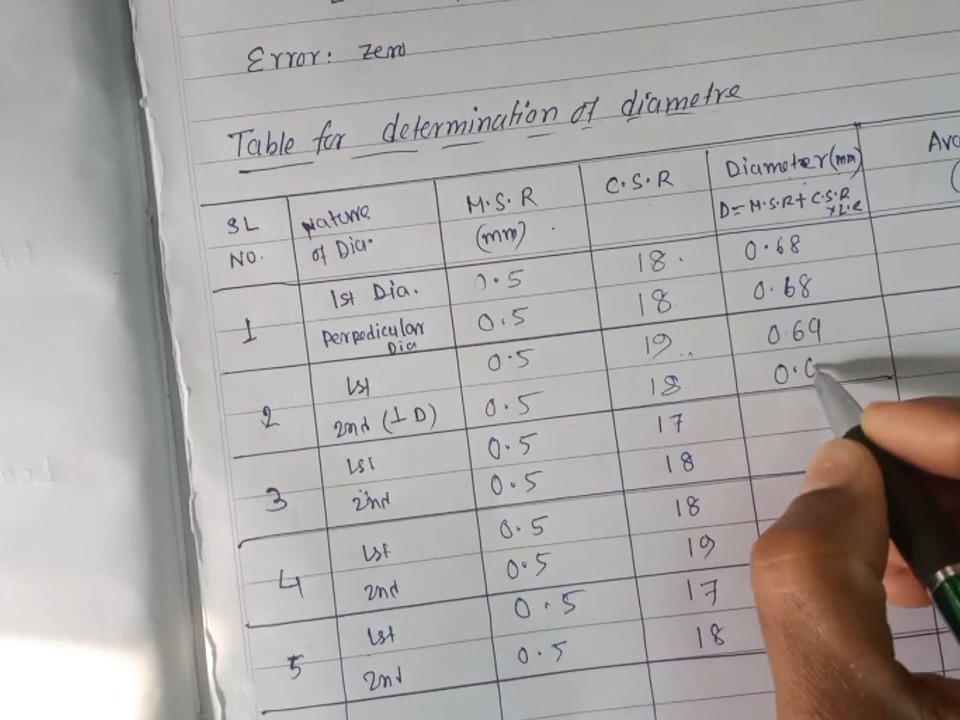 Error: Zero
Table for determination of diametre
SL NO. | Nature of Dia. | M.S.R (mm) | C.S.R | Diameter (mm) D= M.S.R + C.S.R × L.C
1 | 1st Dia. | 0.5 | 18. | 0.68
Perpedicular Dia | 0.5 | 18 | 0.68
2 | 1st | 0.5 | 19 | 0.69
2nd (⊥ D) | 0.5 | 18 | 0.
3 | 1st | 0.5 | 17
2nd | 0.5 | 18
4 | 1st | 0.5 | 18
2nd | 0.5 | 19
5 | 1st | 0.5 | 17
2nd | 0.5 | 18